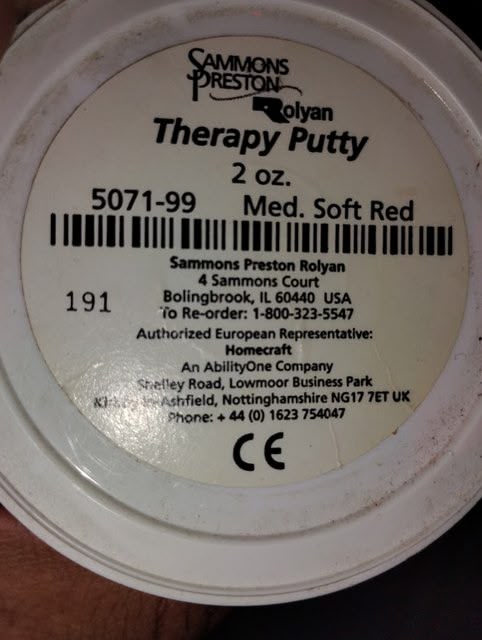 SAMMONS
PRESTON
Rolyan
Therapy Putty
2 oz.
5071-99 Med. Soft Red
Sammons Preston Rolyan
4 Sammons Court
191 Bolingbrook, IL 60440 USA
To Re-order: 1-800-323-5547
Authorized European Representative:
Homecraft
An AbilityOne Company
Shelley Road, Lowmoor Business Park
Ashfield, Nottinghamshire NG17 7ET UK
Phone: + 44 (0) 1623 754047
CE